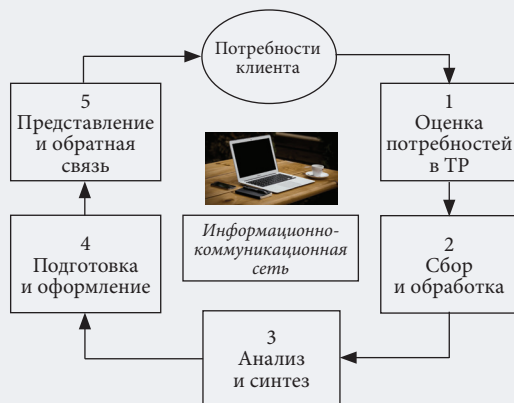 Потребности
клиента
1
Оценка
потребностей
в ТР
2
Сбор
и обработка
3
Анализ
и синтез
4
Подготовка
и оформление
5
Представление
и обратная
связь
Информационно-
коммуникационная
сеть